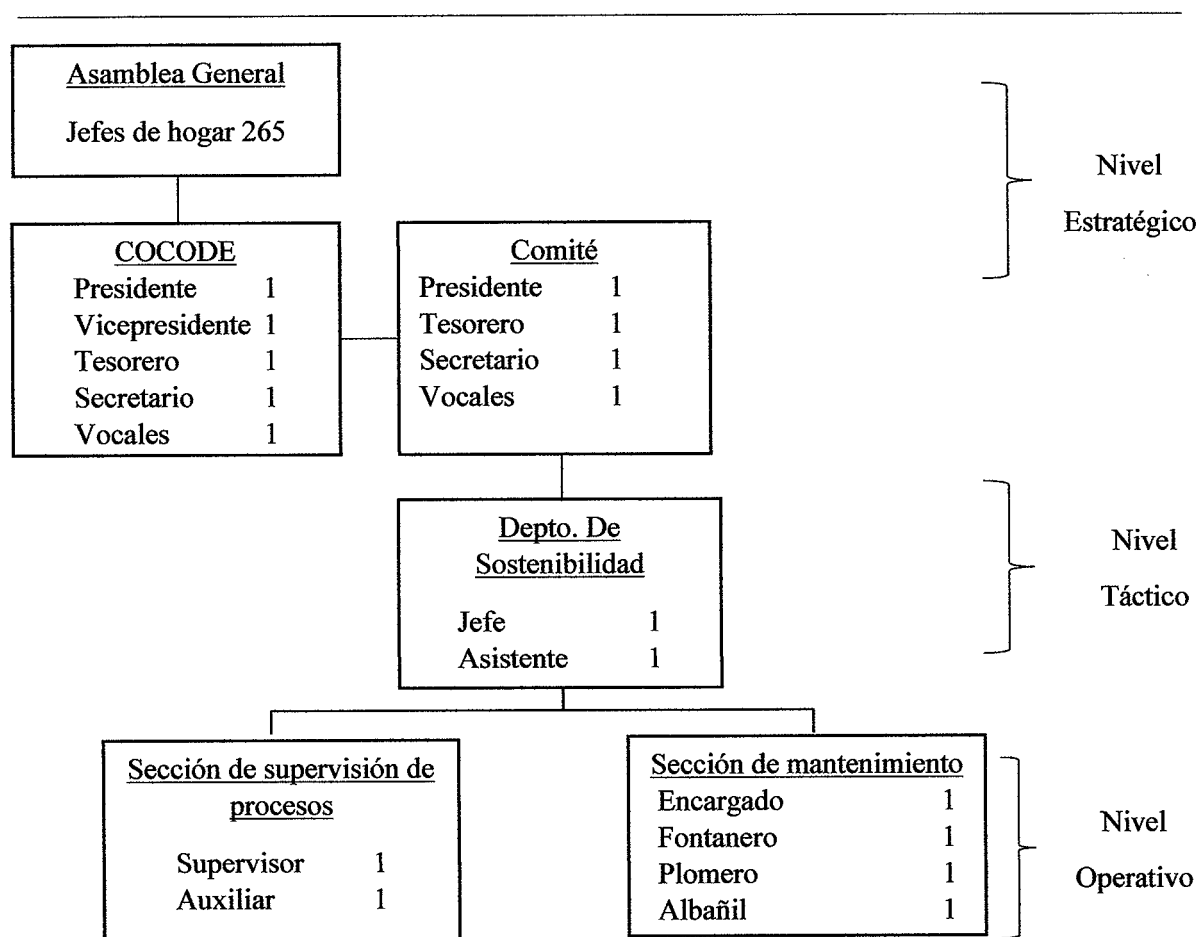 Asamblea General
Jefes de hogar 265
Nivel
Estratégico
COCODE
Presidente 1
Vicepresidente 1
Tesorero 1
Secretario 1
Vocales 1
Comité
Presidente 1
Tesorero 1
Secretario 1
Vocales 1
Depto. De
Sostenibilidad
Jefe 1
Asistente 1
Nivel
Táctico
Sección de supervisión de
procesos
Supervisor 1
Auxiliar 1
Sección de mantenimiento
Encargado 1
Fontanero 1
Plomero 1
Albañil 1
Nivel
Operativo